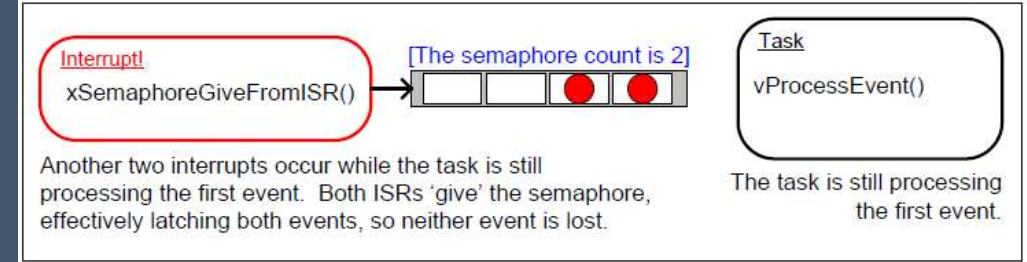 Interrupt!
xSemaphoreGiveFromISR()
[The semaphore count is 2]
Task
vProcessEvent()
Another two interrupts occur while the task is still
processing the first event. Both ISRs ‘give’ the semaphore,
effectively latching both events, so neither event is lost.
The task is still processing
the first event.